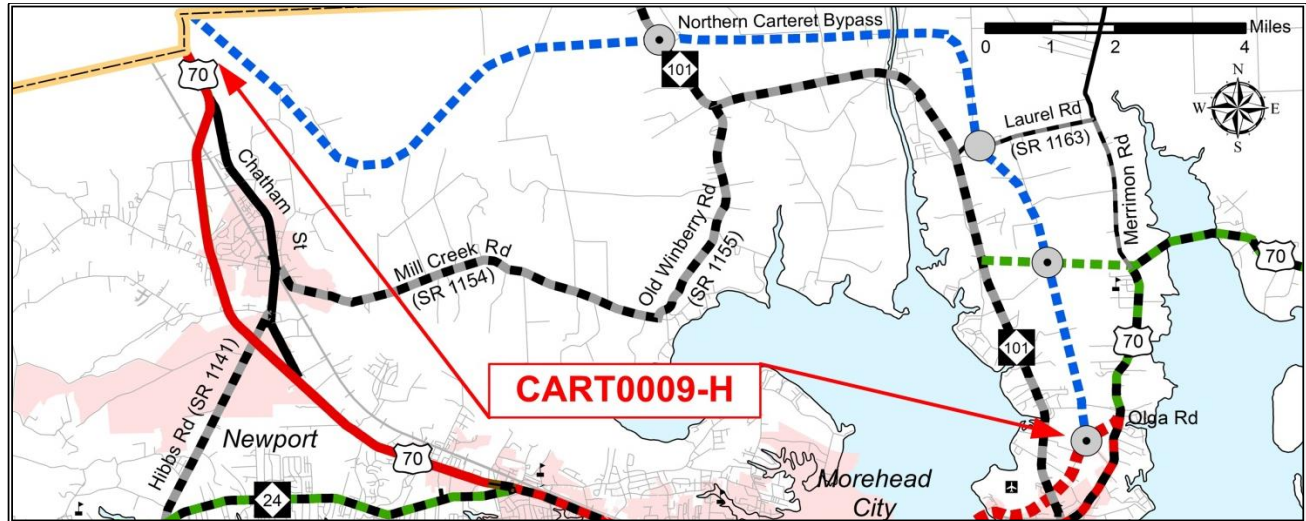 Northern Carteret Bypass
Miles
0 1 2 4
N
W E
S
70
101
Laurel Rd
(SR 1163)
Merrimon Rd
Chatham
St
Mill Creek Rd
(SR 1154)
Old Winberry Rd
(SR 1155)
70
101
70
CART0009-H
Hibbs Rd (SR 1141)
Newport
70
24
Olga Rd
Morehead
City